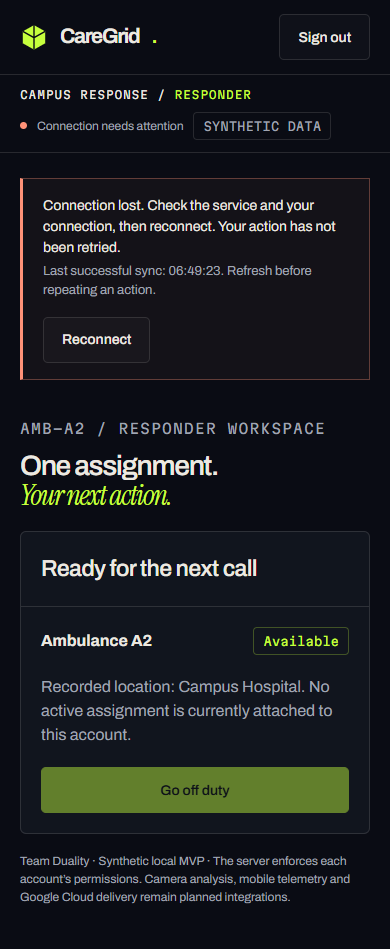 CareGrid.
Sign out
CAMPUS RESPONSE / RESPONDER
Connection needs attention
SYNTHETIC DATA
Connection lost. Check the service and your
connection, then reconnect. Your action has not
been retried.
Last successful sync: 06:49:23. Refresh before
repeating an action.
Reconnect
AMB-A2 / RESPONDER WORKSPACE
One assignment.
Your next action.
Ready for the next call
Ambulance A2
Available
Recorded location: Campus Hospital. No
active assignment is currently attached to
this account.
Go off duty
Team Duality · Synthetic local MVP · The server enforces each
account's permissions. Camera analysis, mobile telemetry and
Google Cloud delivery remain planned integrations.